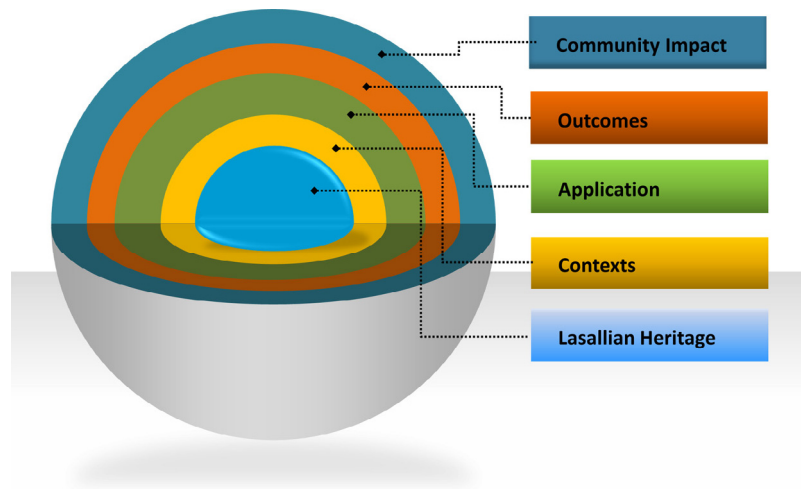 Community Impact
Outcomes
Application
Contexts
Lasallian Heritage